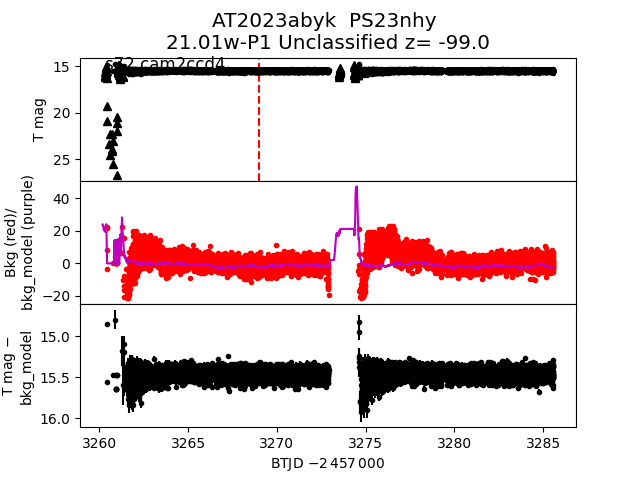 AT2023abyk PS23nhy
21.01w-P1 Unclassified z= -99.0
s72 cam2ccd4
15
20
25
T mag
40
20
0
−20
Bkg (red)/
bkg_model (purple)
15.0
15.5
16.0
T mag −
bkg_model
3260
3265
3270
3275
3280
3285
BTJD −2 457 000